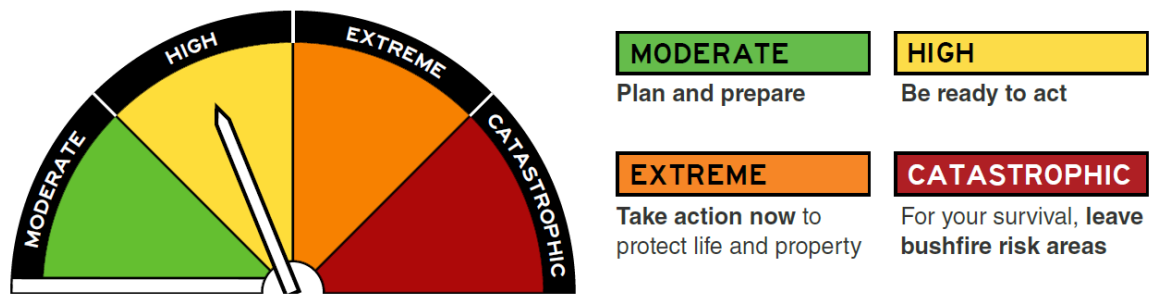 MODERATE
HIGH
EXTREME
CATASTROPHIC
MODERATE
Plan and prepare
HIGH
Be ready to act
EXTREME
Take action now to
protect life and property
CATASTROPHIC
For your survival, leave
bushfire risk areas